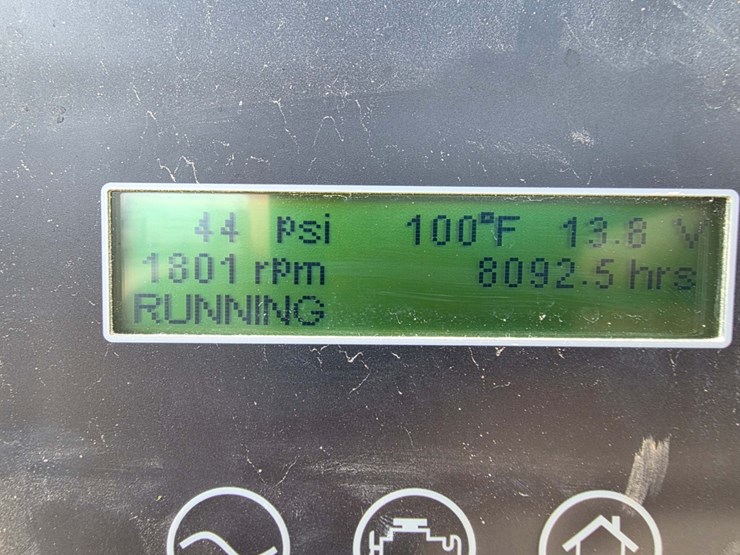 44 psi 100°F 13.8 V
1801 rpm 8092.5 hrs
RUNNING